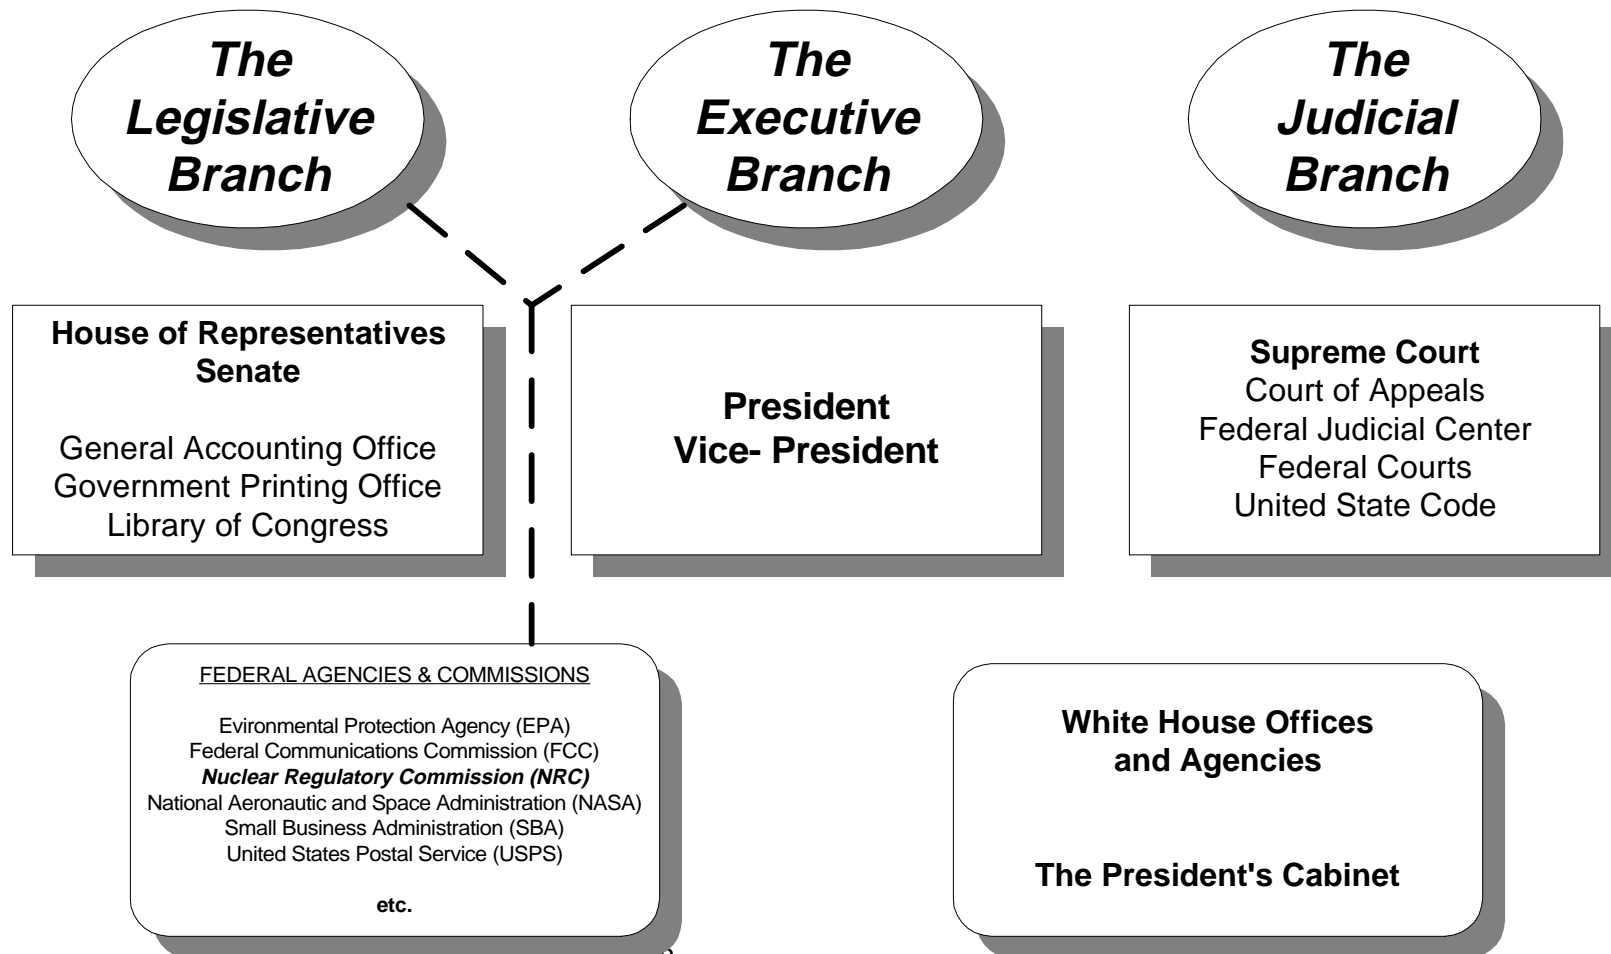 The
Legislative
Branch
The
Executive
Branch
The
Judicial
Branch
House of Representatives
Senate
General Accounting Office
Government Printing Office
Library of Congress
President
Vice- President
Supreme Court
Court of Appeals
Federal Judicial Center
Federal Courts
United State Code
FEDERAL AGENCIES & COMMISSIONS
Evironmental Protection Agency (EPA)
Federal Communications Commission (FCC)
Nuclear Regulatory Commission (NRC)
National Aeronautic and Space Administration (NASA)
Small Business Administration (SBA)
United States Postal Service (USPS)
etc.
White House Offices
and Agencies
The President's Cabinet